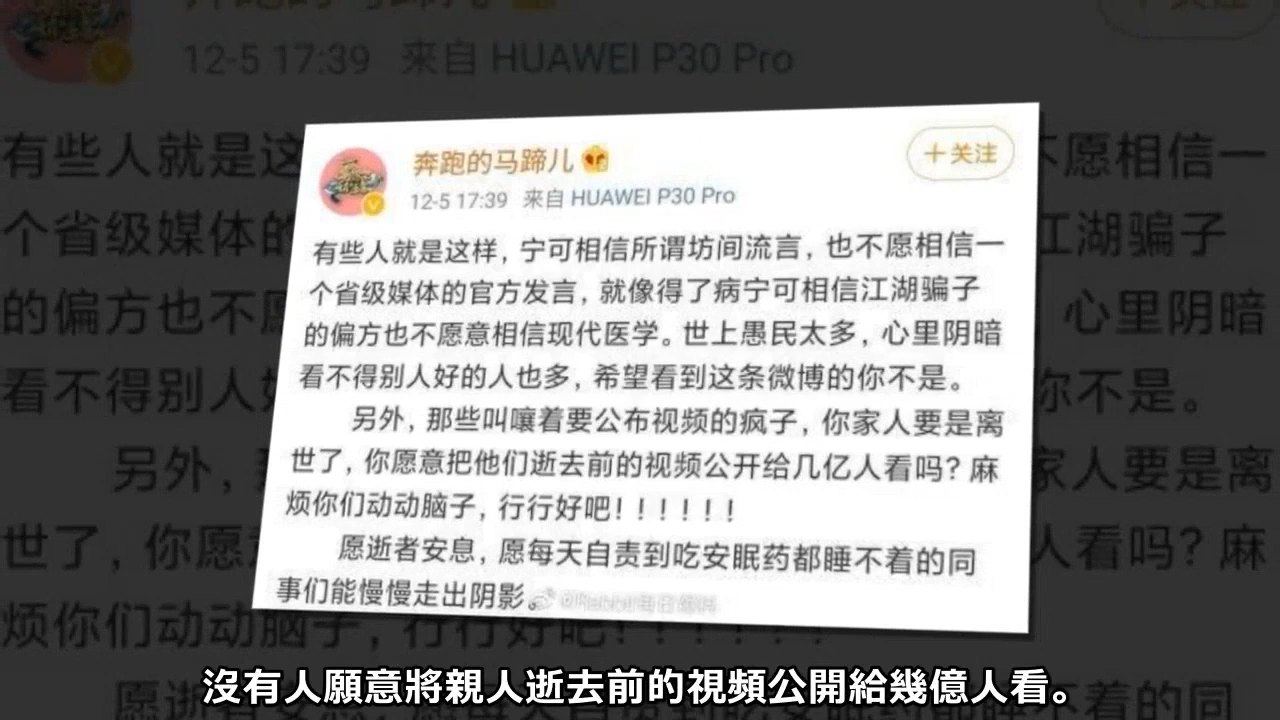 12-5 17:39 来自 HUAWEI P30 Pro
奔跑的马蹄儿
+关注
12-5 17:39 来自 HUAWEI P30 Pro
有些人就是这样，宁可相信所谓坊间流言，也不愿相信一
个省级媒体的官方发言，就像得了病宁可相信江湖骗子
的偏方也不愿意相信现代医学。世上愚民太多，心里阴暗
看不得别人好的人也多，希望看到这条微博的你不是。
另外，那些叫嚷着要公布视频的疯子，你家人要是离
世了，你愿意把他们逝去前的视频公开给几亿人看吗？麻
烦你们动动脑子，行行好吧！！！！！！
愿逝者安息，愿每天自责到吃安眠药都睡不着的同
事们能慢慢走出阴影。
沒有人願意將親人逝去前的視頻公開給幾億人看。